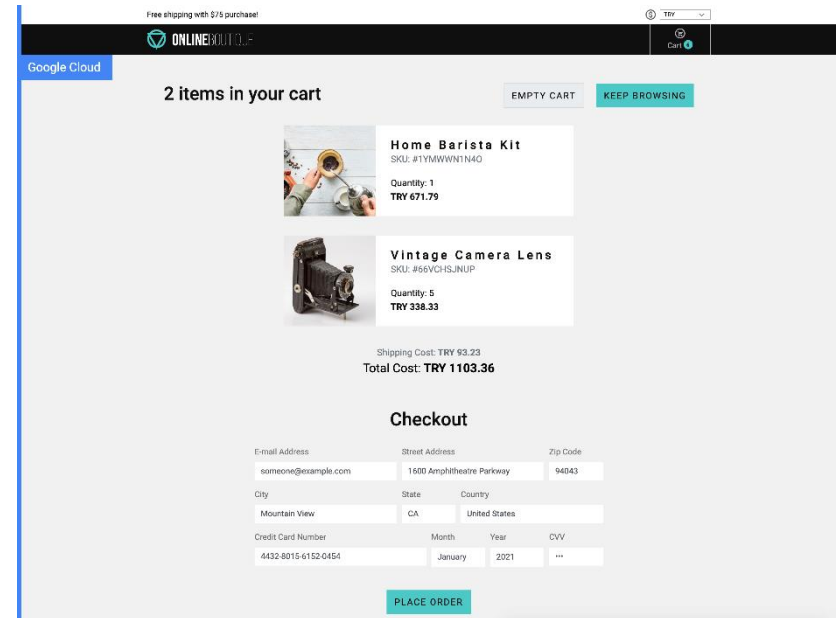 Free shipping with $75 purchase!
$ TRY
ONLINEBOUTIQUE
Cart
Google Cloud
2 items in your cart
EMPTY CART
KEEP BROWSING
Home Barista Kit
SKU: #1YMWWN1N4O
Quantity: 1
TRY 671.79
Vintage Camera Lens
SKU: #66VCHSJNUP
Quantity: 5
TRY 338.33
Shipping Cost: TRY 93.23
Total Cost: TRY 1103.36
Checkout
E-mail Address Street Address Zip Code
someone@example.com 1600 Amphitheatre Parkway 94043
City State Country
Mountain View CA United States
Credit Card Number Month Year CVV
4432-8015-6152-0454 January 2021 •••
PLACE ORDER